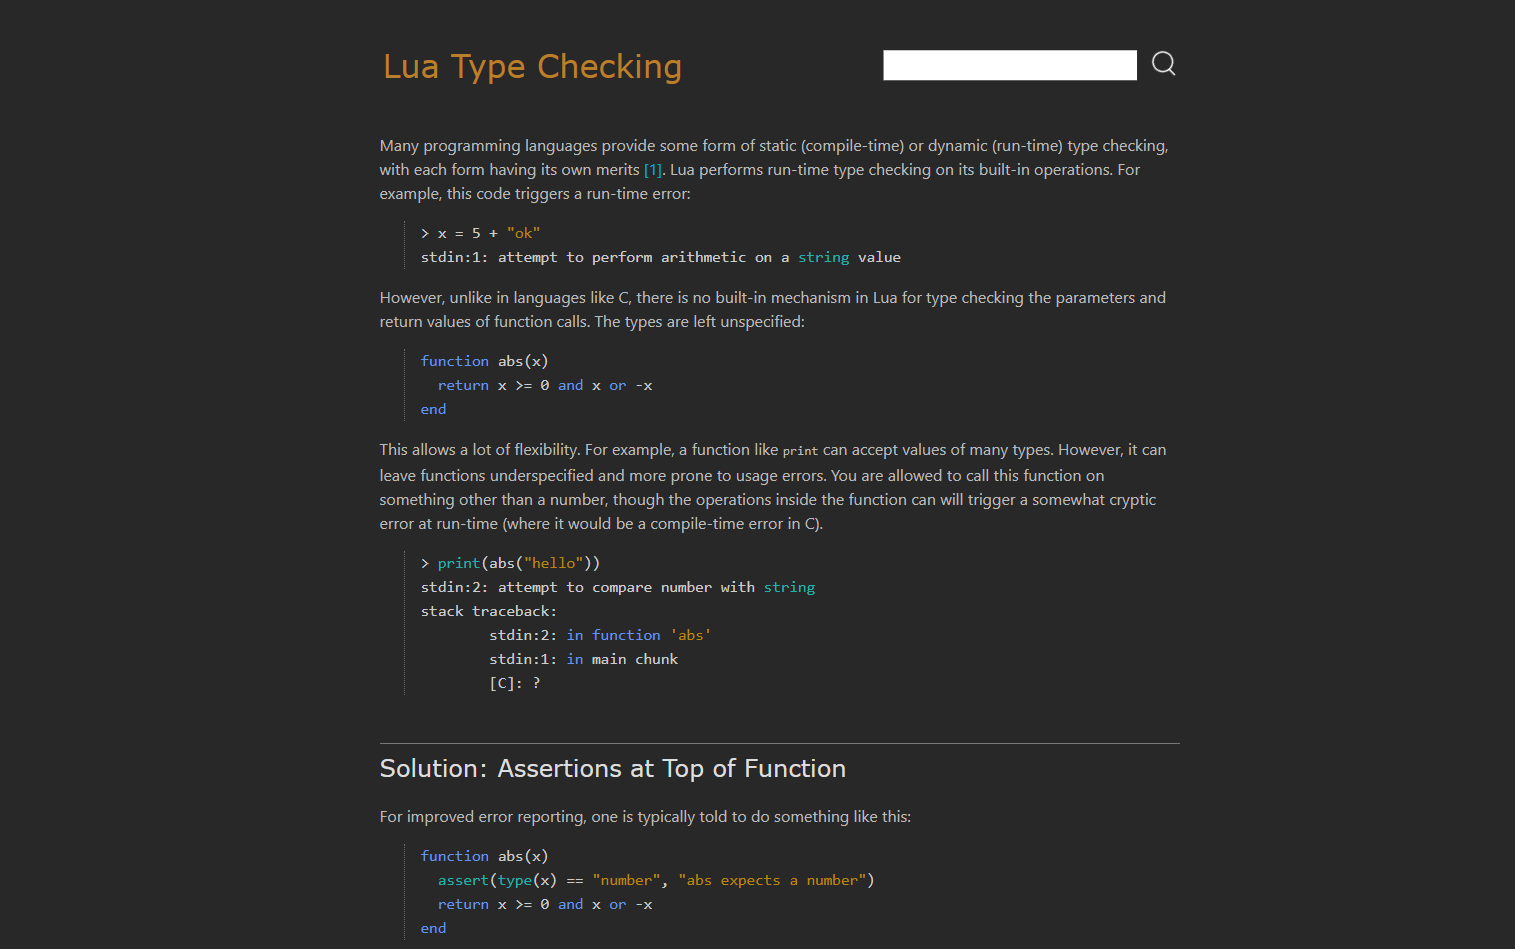 Lua Type Checking
Many programming languages provide some form of static (compile-time) or dynamic (run-time) type checking,
with each form having its own merits [1]. Lua performs run-time type checking on its built-in operations. For
example, this code triggers a run-time error:
> x = 5 + "ok"
stdin:1: attempt to perform arithmetic on a string value
However, unlike in languages like C, there is no built-in mechanism in Lua for type checking the parameters and
return values of function calls. The types are left unspecified:
function abs(x)
  return x >= 0 and x or -x
end
This allows a lot of flexibility. For example, a function like print can accept values of many types. However, it can
leave functions underspecified and more prone to usage errors. You are allowed to call this function on
something other than a number, though the operations inside the function can will trigger a somewhat cryptic
error at run-time (where it would be a compile-time error in C).
> print(abs("hello"))
stdin:2: attempt to compare number with string
stack traceback:
        stdin:2: in function 'abs'
        stdin:1: in main chunk
        [C]: ?
Solution: Assertions at Top of Function
For improved error reporting, one is typically told to do something like this:
function abs(x)
  assert(type(x) == "number", "abs expects a number")
  return x >= 0 and x or -x
end